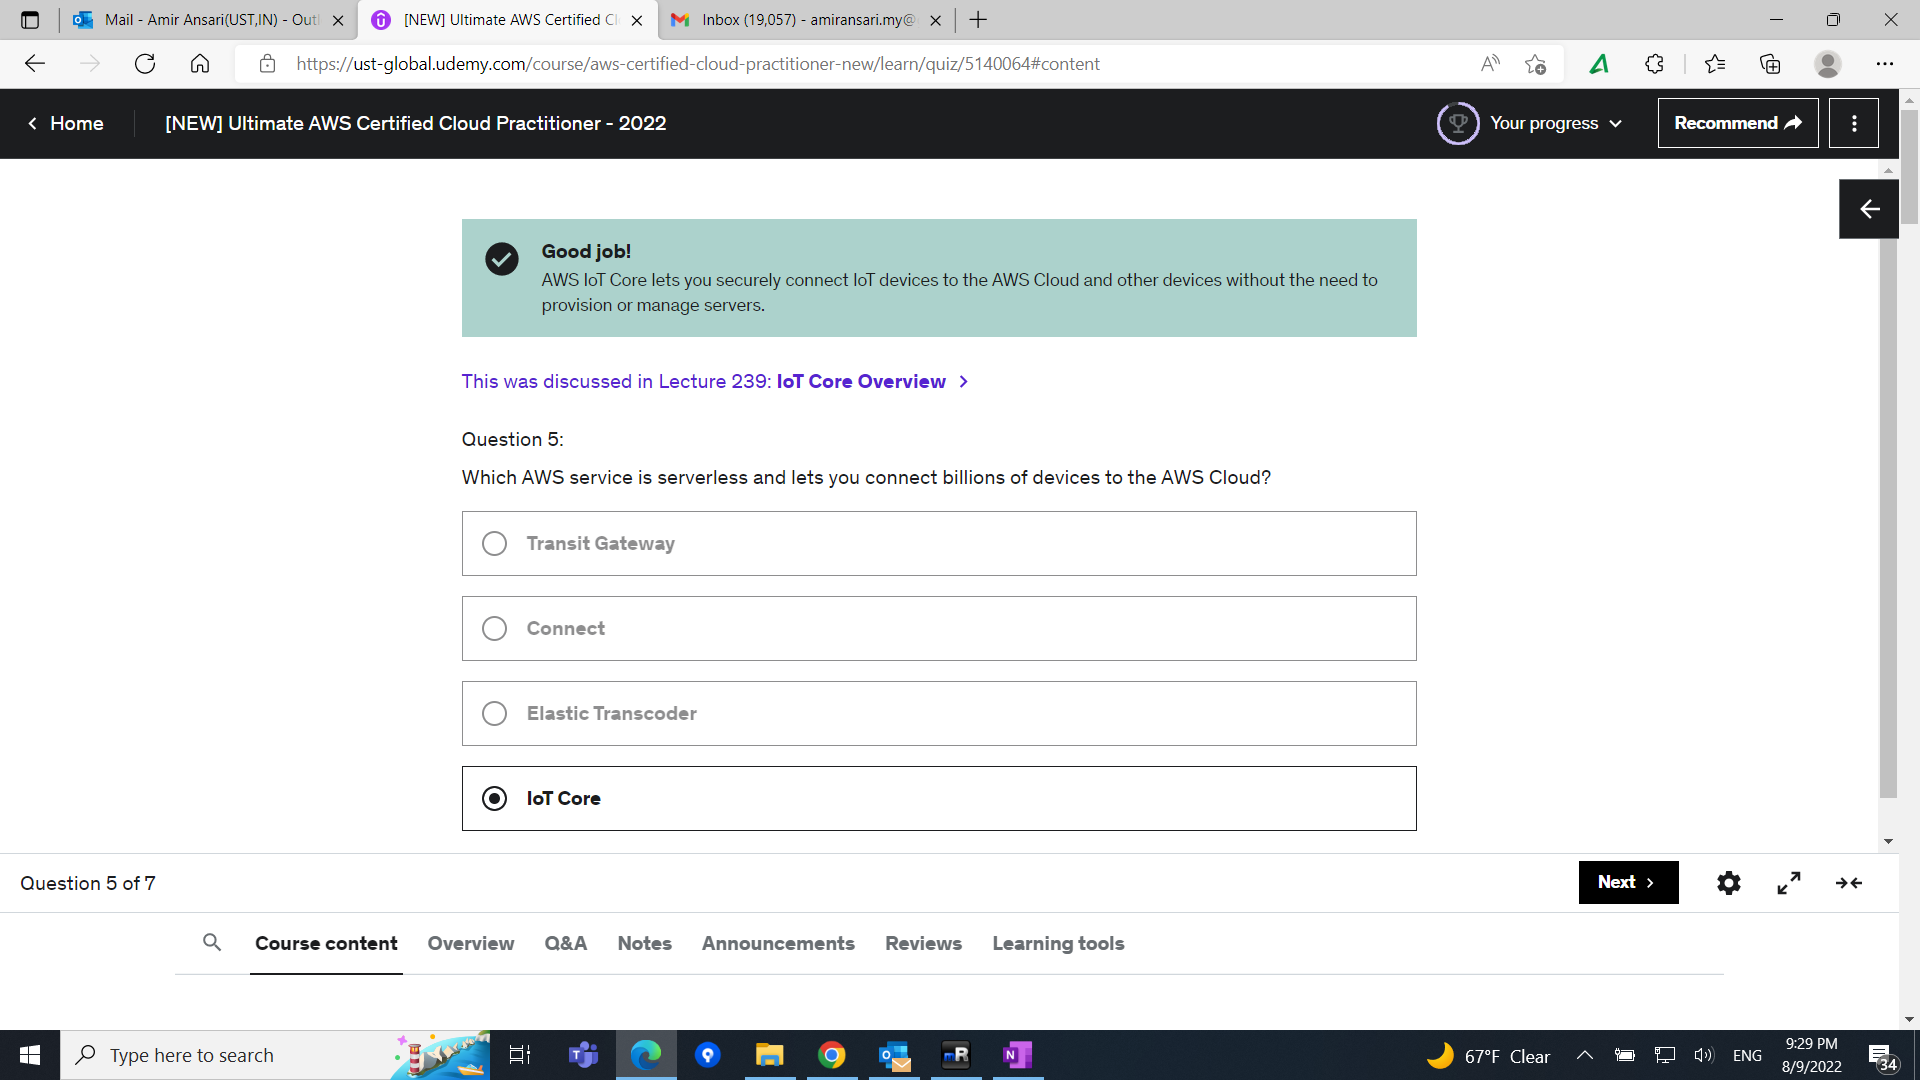 Mail - Amir Ansari(UST,IN) - Outl
[NEW] Ultimate AWS Certified Cl
Inbox (19,057) - amiransari.my@
https://ust-global.udemy.com/course/aws-certified-cloud-practitioner-new/learn/quiz/5140064#content
Home
[NEW] Ultimate AWS Certified Cloud Practitioner - 2022
Your progress
Recommend
Good job!
AWS IoT Core lets you securely connect IoT devices to the AWS Cloud and other devices without the need to
provision or manage servers.
This was discussed in Lecture 239: IoT Core Overview
Question 5:
Which AWS service is serverless and lets you connect billions of devices to the AWS Cloud?
Transit Gateway
Connect
Elastic Transcoder
IoT Core
Question 5 of 7
Next
Course content Overview Q&A Notes Announcements Reviews Learning tools
Type here to search
67°F Clear
ENG
9:29 PM
8/9/2022
34